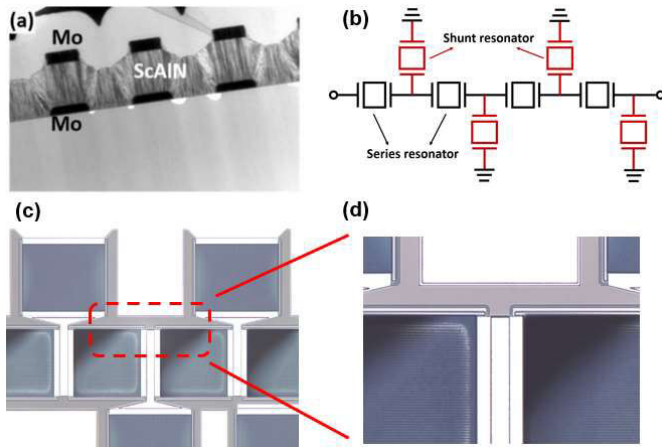 (a)
Mo
ScAlN
Mo
(b)
Shunt resonator
Series resonator
(c)
(d)